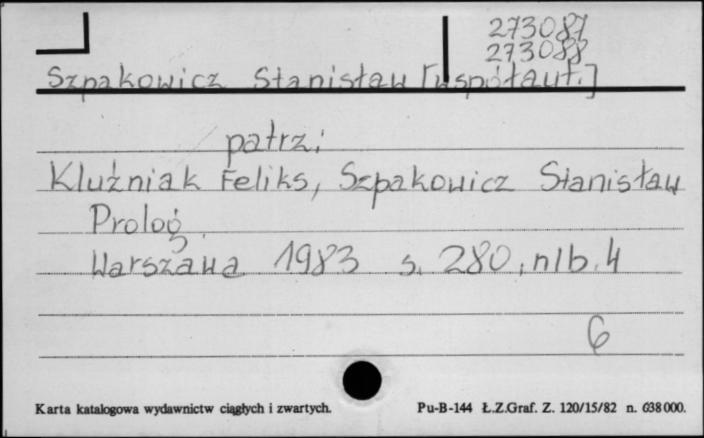 273087
273088
Szpakowicz Stanisław [współaut.]
patrz:
Kluźniak Feliks, Szpakowicz Stanisław
Prolog
Warszawa 1983 s. 280, nlb. 4
6
Karta katalogowa wydawnictw ciągłych i zwartych. Pu-B-144 Ł.Z.Graf. Z. 120/15/82 n. 638000.